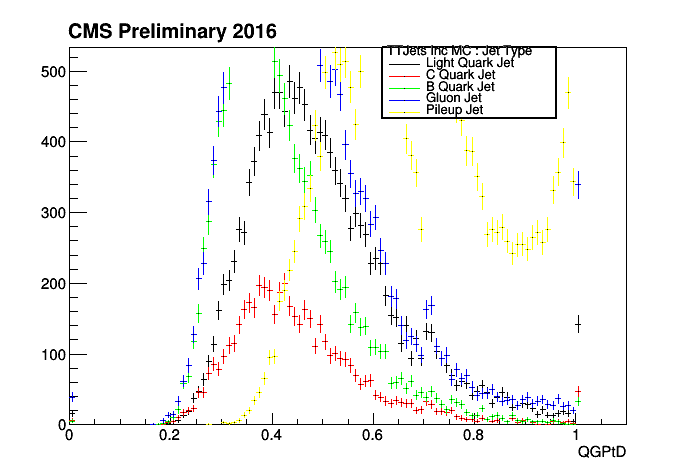 CMS Preliminary 2016
TTJets Inc MC : Jet Type
Light Quark Jet
C Quark Jet
B Quark Jet
Gluon Jet
Pileup Jet
500
400
300
200
100
0
0 0.2 0.4 0.6 0.8 1
QGPtD